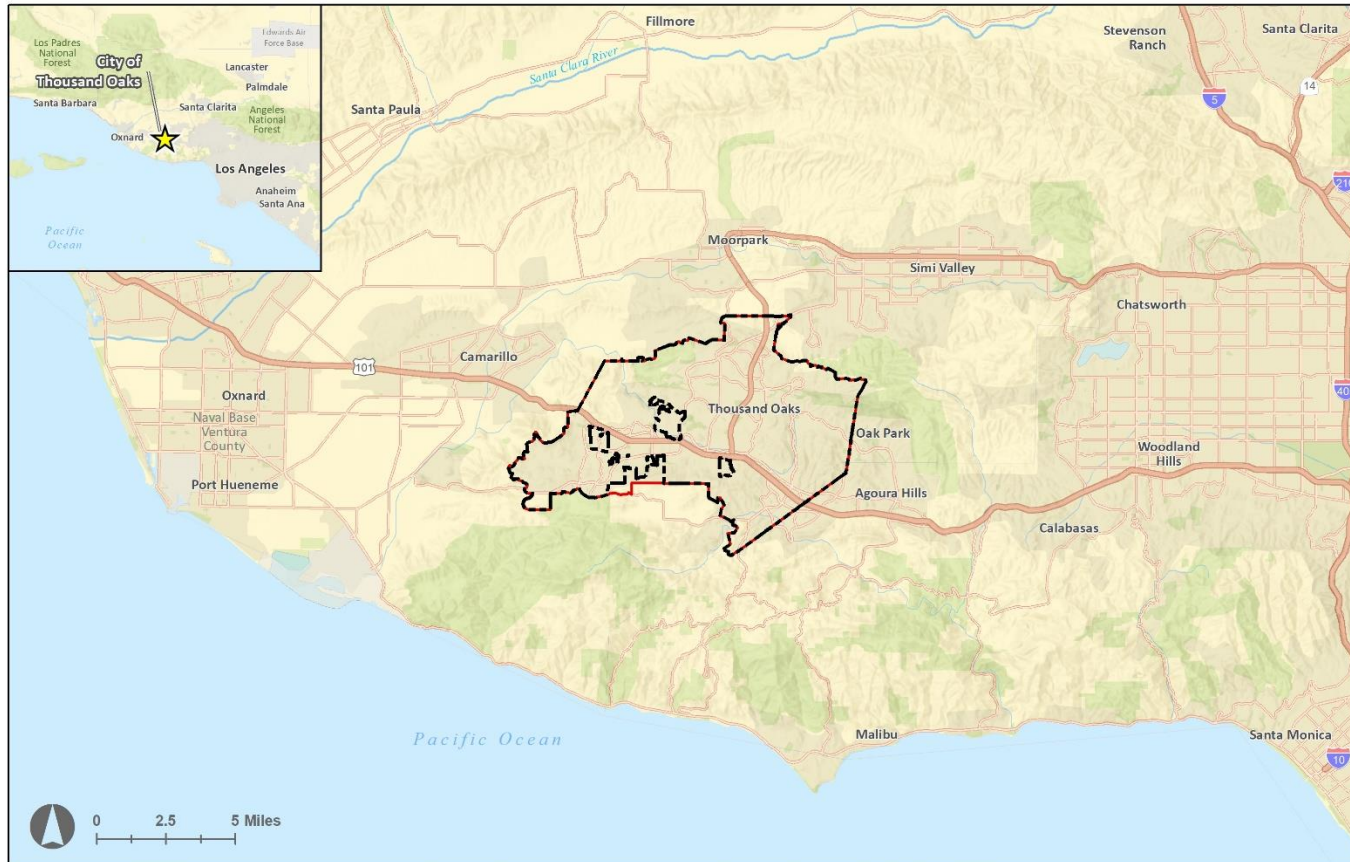 Los Padres
National
Forest
Edwards Air
Force Base
City of
Thousand Oaks
Lancaster
Palmdale
Santa Barbara
Santa Clarita
Angeles
National
Forest
Oxnard
Los Angeles
Anaheim
Santa Ana
Pacific
Ocean
Fillmore
Santa Clara River
Santa Paula
Stevenson
Ranch
Santa Clarita
14
5
210
Moorpark
Simi Valley
Chatsworth
Camarillo
101
Oxnard
Naval Base
Ventura
County
Port Hueneme
Thousand Oaks
Oak Park
Agoura Hills
Woodland
Hills
Calabasas
40
Malibu
Santa Monica
10
Pacific Ocean
0 2.5 5 Miles